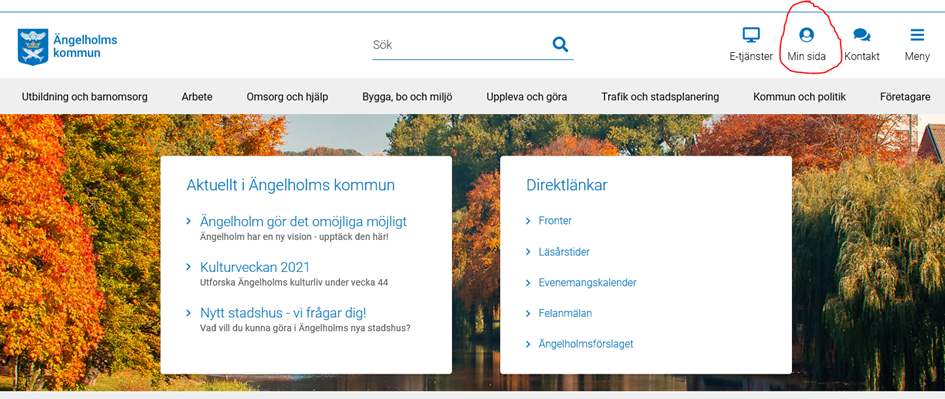 Ängelholms
kommun
Sök
E-tjänster
Min sida
Kontakt
Meny
Utbildning och barnomsorg
Arbete
Omsorg och hjälp
Bygga, bo och miljö
Uppleva och göra
Trafik och stadsplanering
Kommun och politik
Företagare
Aktuellt i Ängelholms kommun
Ängelholm gör det omöjliga möjligt
Ängelholm har en ny vision - upptäck den här!
Kulturveckan 2021
Utforska Ängelholms kulturliv under vecka 44
Nytt stadshus - vi frågar dig!
Vad vill du kunna göra i Ängelholms nya stadshus?
Direktlänkar
Fronter
Läsårstider
Evenemangskalender
Felanmälan
Ängelholmsförslaget